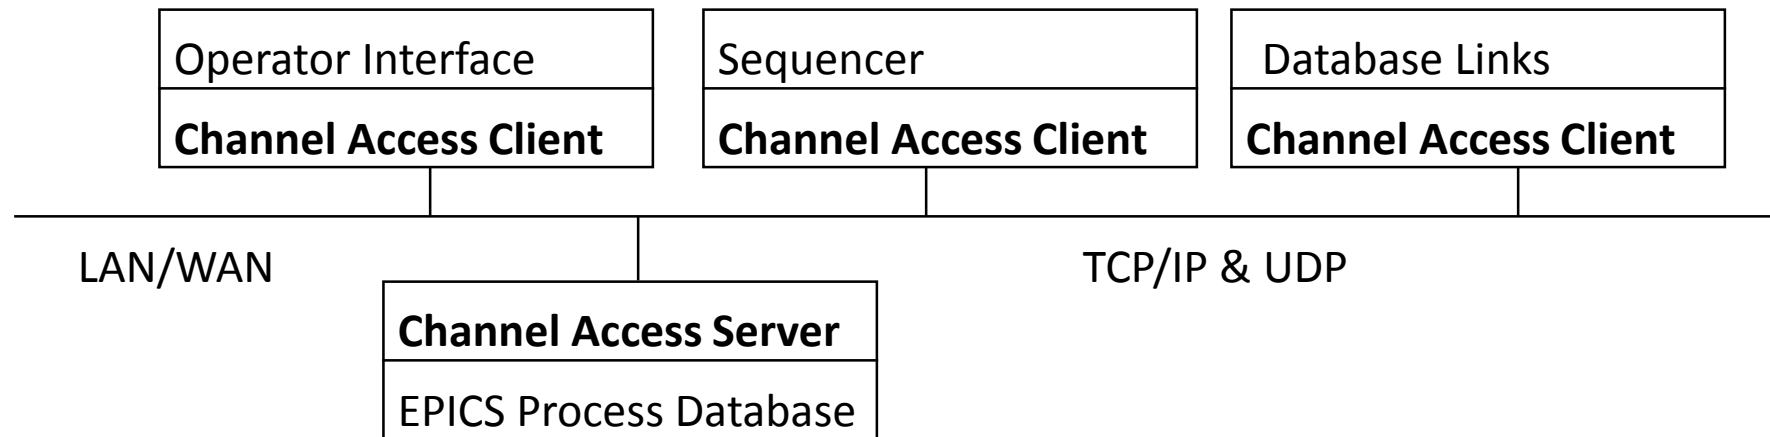 Operator Interface
Channel Access Client
Sequencer
Channel Access Client
Database Links
Channel Access Client
LAN/WAN
TCP/IP & UDP
Channel Access Server
EPICS Process Database